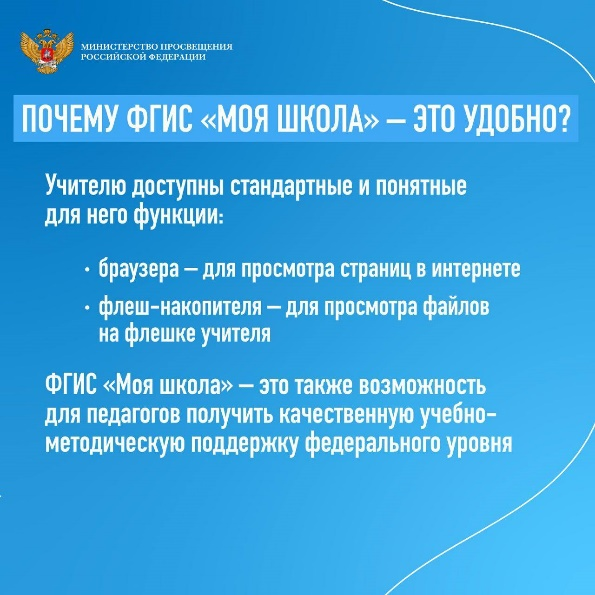 МИНИСТЕРСТВО ПРОСВЕЩЕНИЯ
РОССИЙСКОЙ ФЕДЕРАЦИИ
ПОЧЕМУ ФГИС «МОЯ ШКОЛА» – ЭТО УДОБНО?
Учителю доступны стандартные и понятные
для него функции:
· браузера – для просмотра страниц в интернете
· флеш-накопителя – для просмотра файлов
на флешке учителя
ФГИС «Моя школа» – это также возможность
для педагогов получить качественную учебно-
методическую поддержку федерального уровня